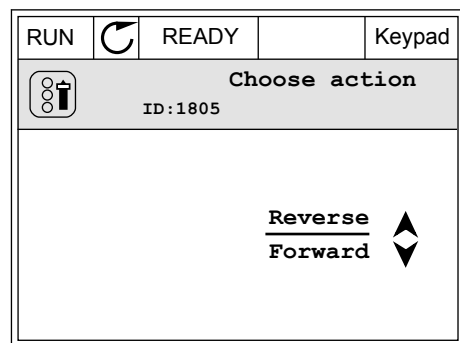 RUN READY Keypad
Choose action
ID:1805
Reverse
Forward